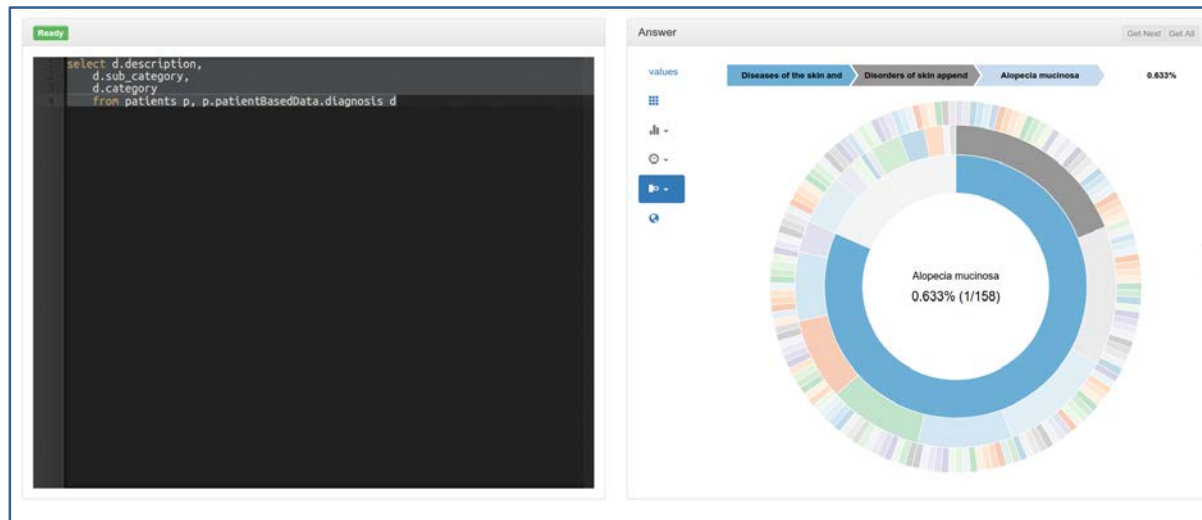 Ready
select d.description,
d.sub_category,
d.category
4 from patients p, p.patientBasedData.diagnosis d
Answer
Get Next Get All
values
Diseases of the skin and Disorders of skin append Alopecia mucinosa 0.633%
Alopecia mucinosa
0.633% (1/158)